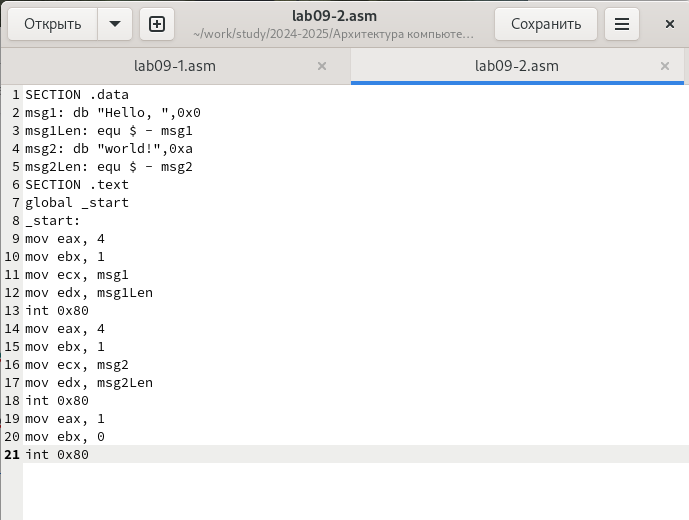 Открыть
lab09-2.asm
~/work/study/2024-2025/Архитектура компьюте...
Сохранить
lab09-1.asm
lab09-2.asm
1 SECTION .data
2 msg1: db "Hello, ",0x0
3 msg1Len: equ $ - msg1
4 msg2: db "world!",0xa
5 msg2Len: equ $ - msg2
6 SECTION .text
7 global _start
8 _start:
9 mov eax, 4
10 mov ebx, 1
11 mov ecx, msg1
12 mov edx, msg1Len
13 int 0x80
14 mov eax, 4
15 mov ebx, 1
16 mov ecx, msg2
17 mov edx, msg2Len
18 int 0x80
19 mov eax, 1
20 mov ebx, 0
21 int 0x80